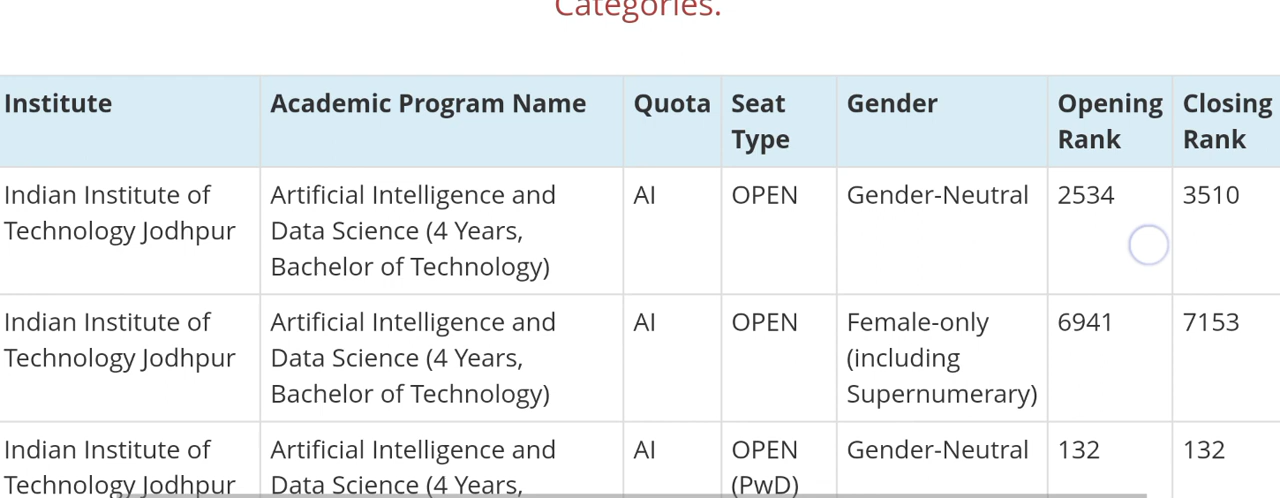 Categories.
Institute Academic Program Name Quota Seat Type Gender Opening Rank Closing Rank
Indian Institute of Technology Jodhpur Artificial Intelligence and Data Science (4 Years, Bachelor of Technology) AI OPEN Gender-Neutral 2534 3510
Indian Institute of Technology Jodhpur Artificial Intelligence and Data Science (4 Years, Bachelor of Technology) AI OPEN Female-only (including Supernumerary) 6941 7153
Indian Institute of Technology Jodhpur Artificial Intelligence and Data Science (4 Years, AI OPEN (PwD) Gender-Neutral 132 132